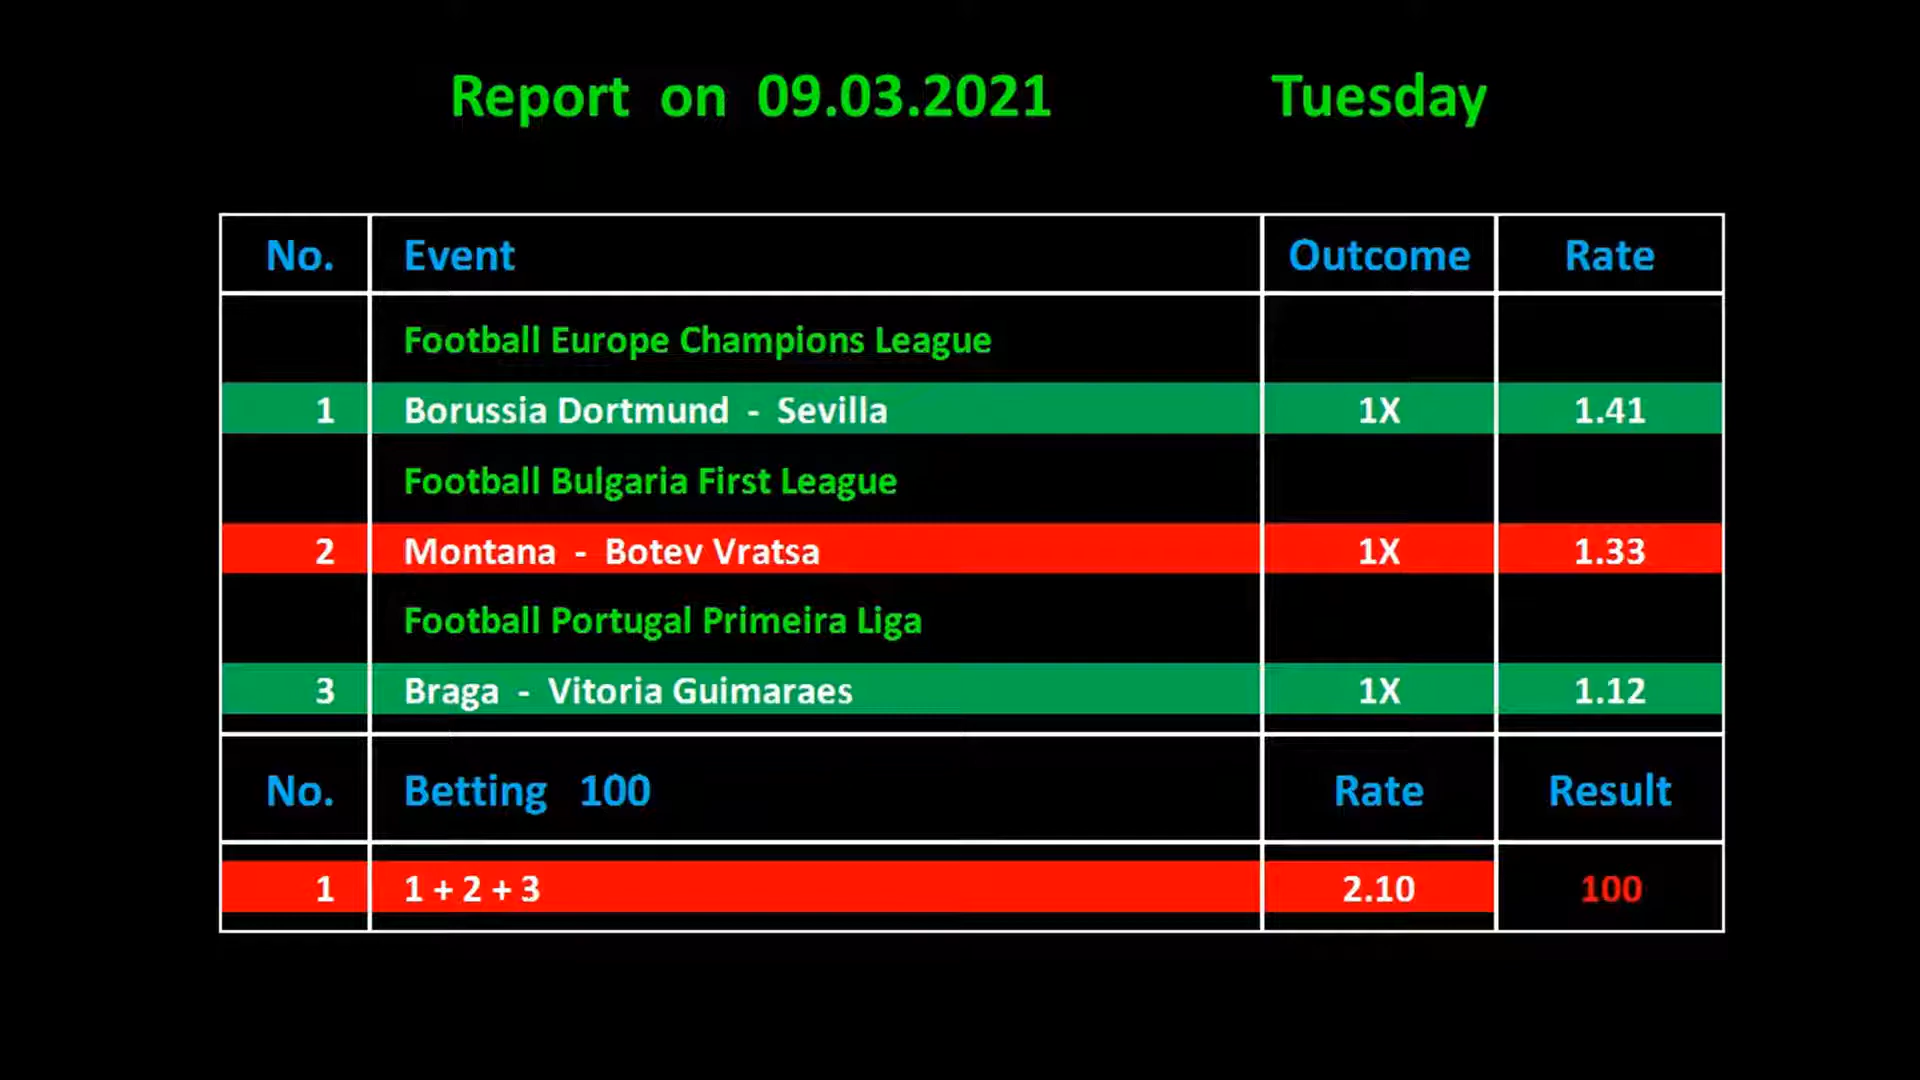 Report on 09.03.2021 Tuesday
No. Event Outcome Rate
Football Europe Champions League
1 Borussia Dortmund - Sevilla 1X 1.41
Football Bulgaria First League
2 Montana - Botev Vratsa 1X 1.33
Football Portugal Primeira Liga
3 Braga - Vitoria Guimaraes 1X 1.12
No. Betting 100 Rate Result
1 1 + 2 + 3 2.10 100